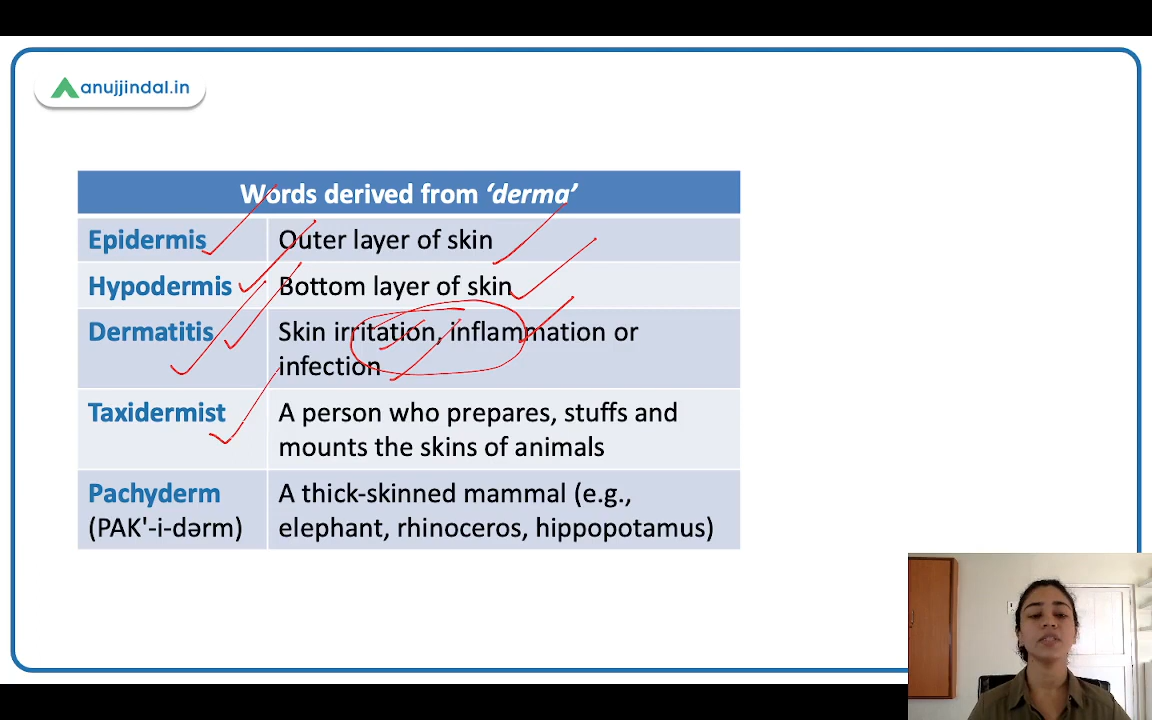 anujjindal.in
Words derived from ‘derma’
Epidermis Outer layer of skin
Hypodermis Bottom layer of skin
Dermatitis Skin irritation, inflammation or
infection
Taxidermist A person who prepares, stuffs and
mounts the skins of animals
Pachyderm A thick-skinned mammal (e.g.,
(PAK'-i-dərm) elephant, rhinoceros, hippopotamus)